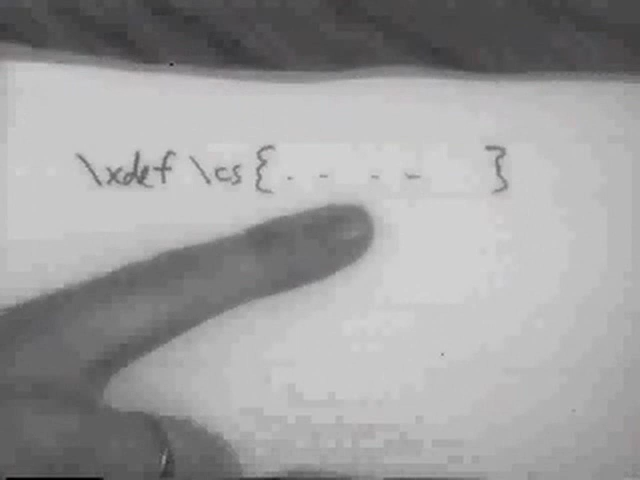 \xdef \cs{. - . - }